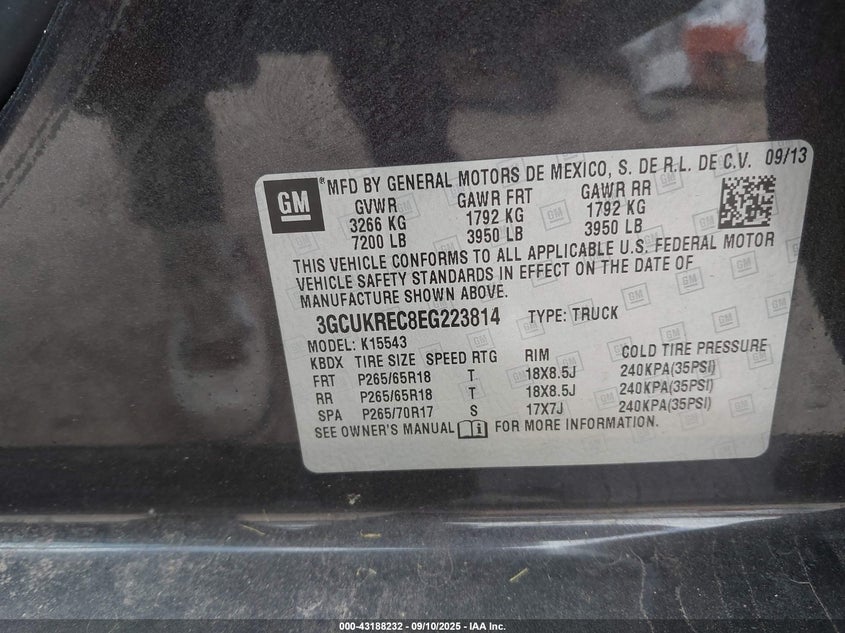 GM ® MFD BY GENERAL MOTORS DE MEXICO, S. DE R.L. DE C.V. 09/13
GVWR GAWR FRT GAWR RR
3266 KG 1792 KG 1792 KG
7200 LB 3950 LB 3950 LB
THIS VEHICLE CONFORMS TO ALL APPLICABLE U.S. FEDERAL MOTOR
VEHICLE SAFETY STANDARDS IN EFFECT ON THE DATE OF
MANUFACTURE SHOWN ABOVE.
3GCUKREC8EG223814 TYPE: TRUCK
MODEL: K15543
KBDX TIRE SIZE SPEED RTG RIM COLD TIRE PRESSURE
FRT P265/65R18 T 18X8.5J 240KPA(35PSI)
RR P265/65R18 T 18X8.5J 240KPA(35PSI)
SPA P265/70R17 S 17X7J 240KPA(35PSI)
SEE OWNER'S MANUAL FOR MORE INFORMATION.
000-43188232 - 09/10/2025 - IAA Inc.